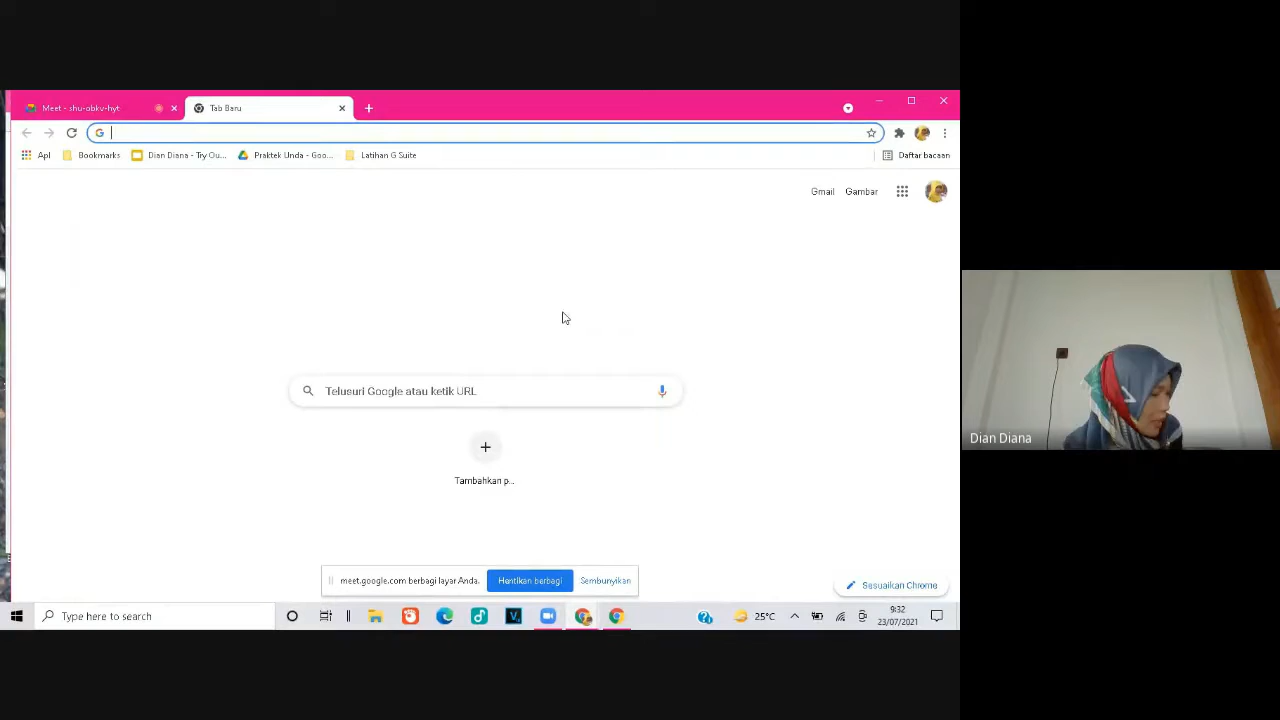 Meet - shu-obkv-hyt
Tab Baru
Apl
Bookmarks
Dian Diana - Try Ou...
Praktek Unda - Goo...
Latihan G Suite
Daftar bacaan
Gmail
Gambar
Telusuri Google atau ketik URL
Tambahkan p...
meet.google.com berbagi layar Anda.
Hentikan berbagi
Sembunyikan
Sesuaikan Chrome
Type here to search
25°C
9:32
23/07/2021
Dian Diana